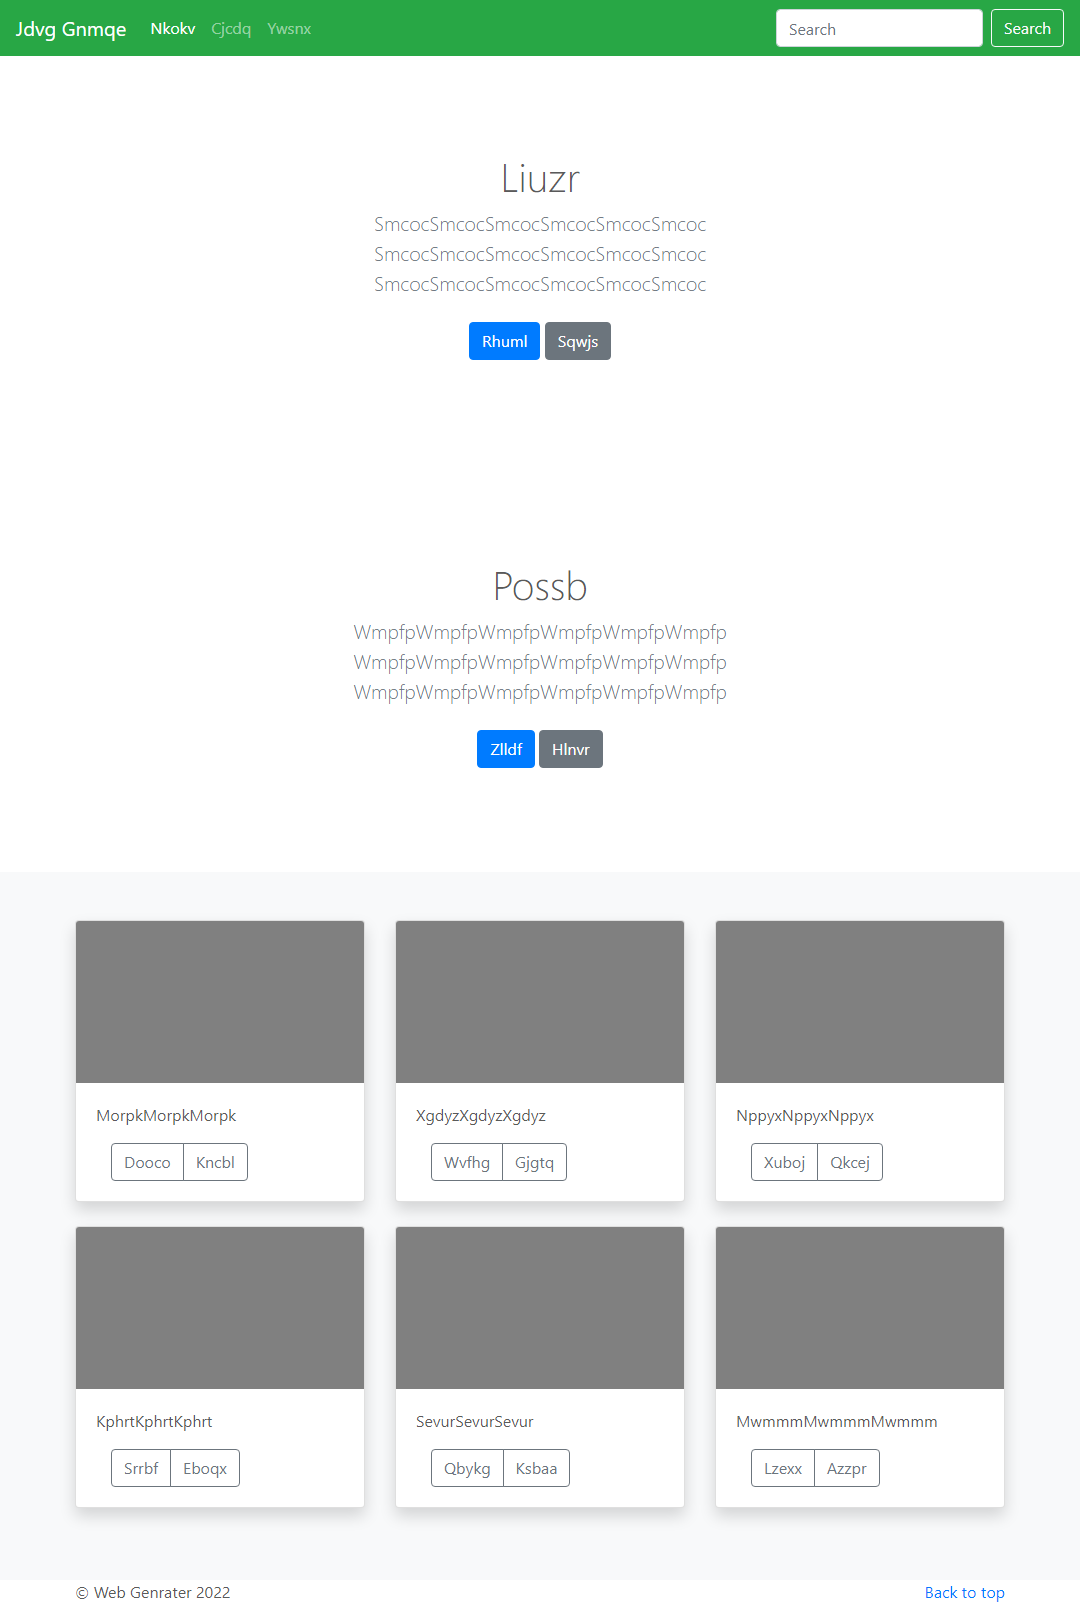 Jdvg Gnmqe Nkokv Cjcdq Ywsnx Search Search
Liuzr
SmcocSmcocSmcocSmcocSmcocSmcoc
SmcocSmcocSmcocSmcocSmcocSmcoc
SmcocSmcocSmcocSmcocSmcocSmcoc
Rhuml Sqwjs
Possb
WmpfpWmpfpWmpfpWmpfpWmpfpWmpfp
WmpfpWmpfpWmpfpWmpfpWmpfpWmpfp
WmpfpWmpfpWmpfpWmpfpWmpfpWmpfp
Zlldf Hlnvr
MorpkMorpkMorpk
Dooco Kncbl
XgdyzXgdyzXgdyz
Wvfhg Gjgtq
NppyxNppyxNppyx
Xuboj Qkcej
KphrtKphrtKphrt
Srrbf Eboqx
SevurSevurSevur
Qbykg Ksbaa
MwmmmMwmmmMwmmm
Lzexx Azzpr
© Web Genrater 2022 Back to top